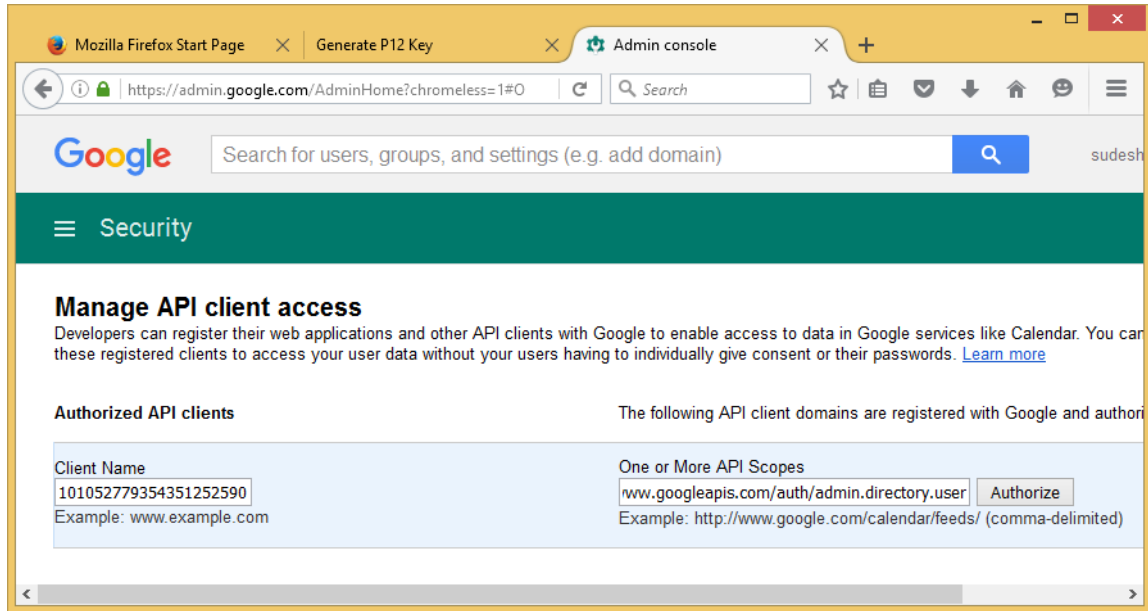 Mozilla Firefox Start Page
Generate P12 Key
Admin console
https://admin.google.com/AdminHome?chromeless=1#O
Search
Google
Search for users, groups, and settings (e.g. add domain)
sudesh
Security
Manage API client access
Developers can register their web applications and other API clients with Google to enable access to data in Google services like Calendar. You can
these registered clients to access your user data without your users having to individually give consent or their passwords. Learn more
Authorized API clients
The following API client domains are registered with Google and authori
Client Name
One or More API Scopes
101052779354351252590
www.googleapis.com/auth/admin.directory.user
Authorize
Example: www.example.com
Example: http://www.google.com/calendar/feeds/ (comma-delimited)